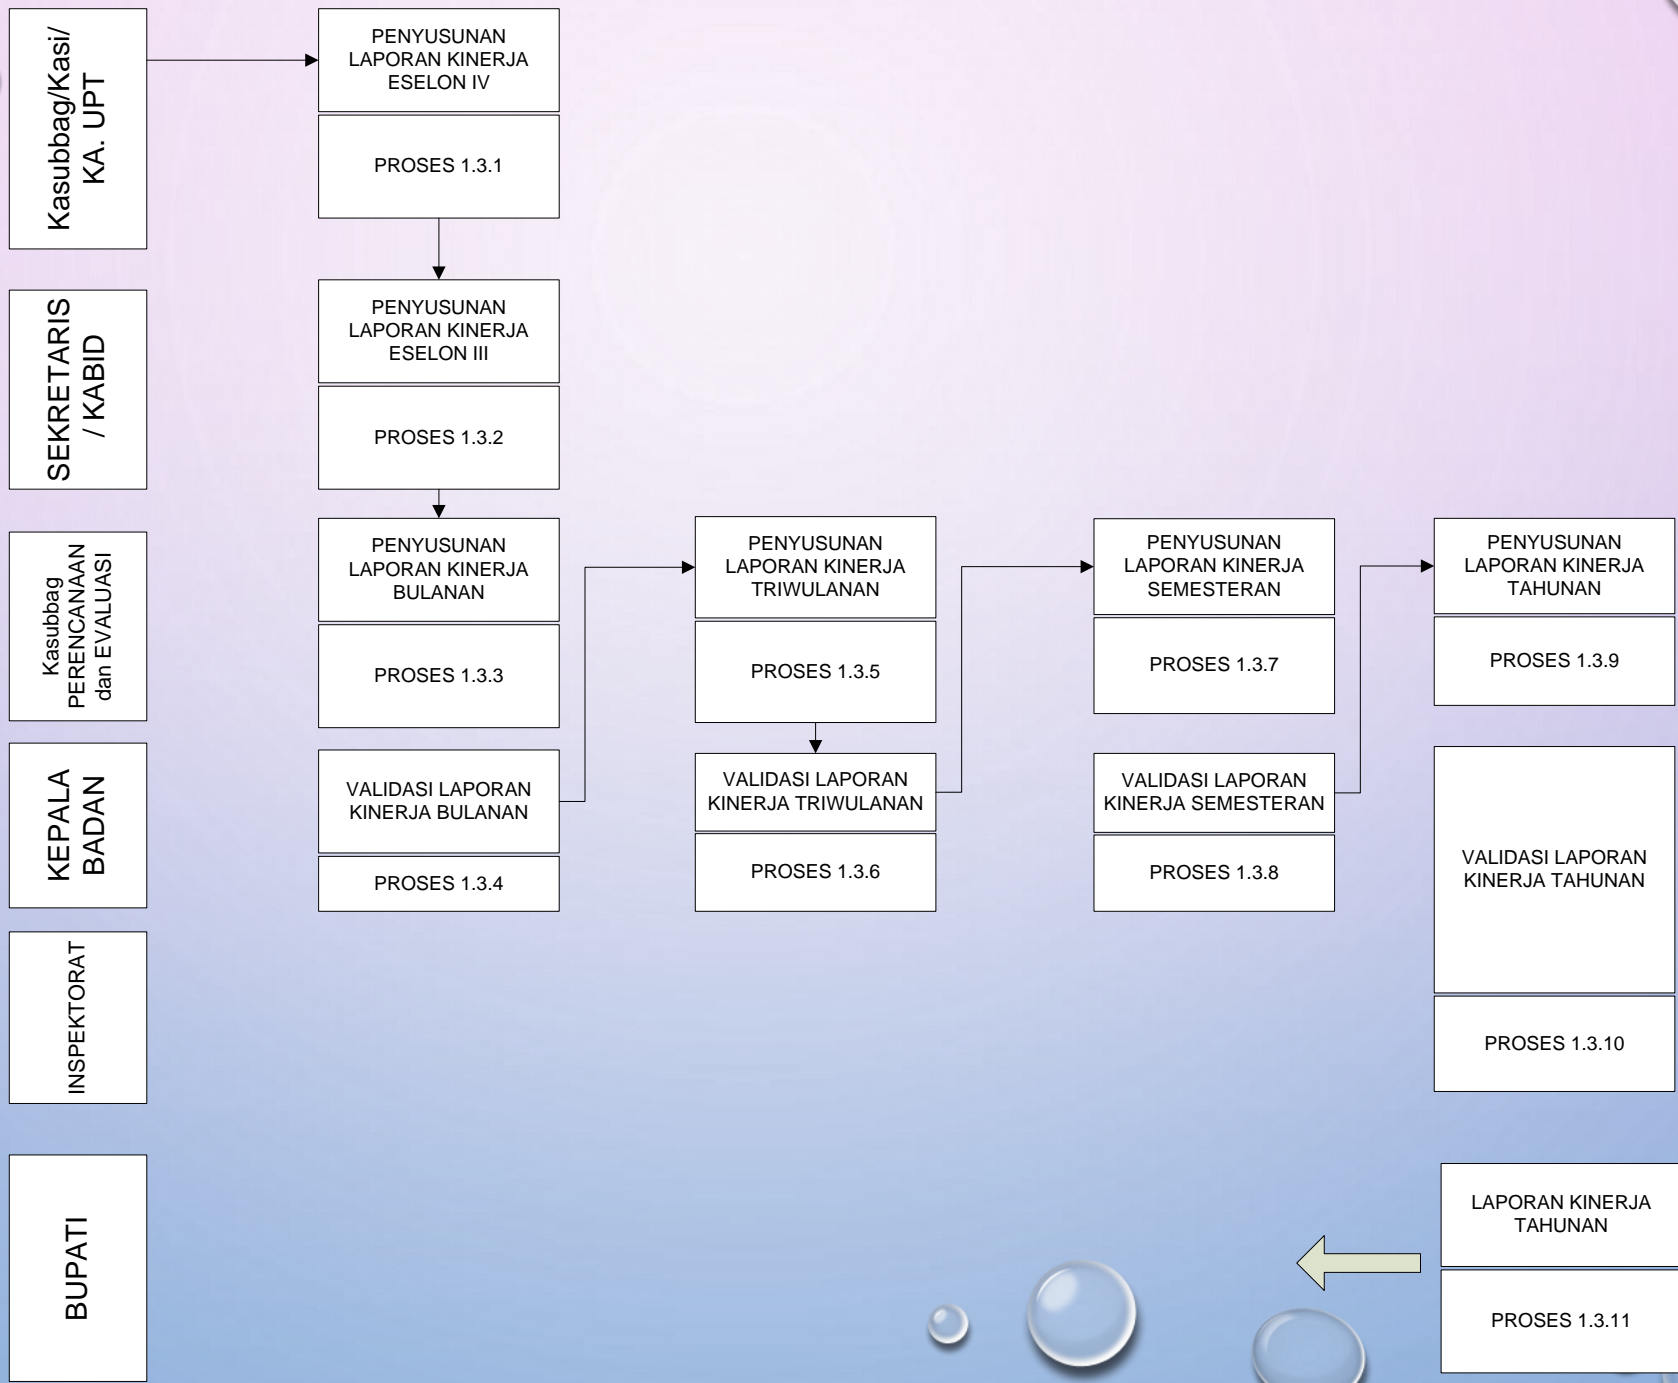 Kasubbag/Kasi/
KA. UPT
PENYUSUNAN
LAPORAN KINERJA
ESELON IV
PROSES 1.3.1
SEKRETARIS
/ KABID
PENYUSUNAN
LAPORAN KINERJA
ESELON III
PROSES 1.3.2
Kasubbag
PERENCANAAN
dan EVALUASI
PENYUSUNAN
LAPORAN KINERJA
BULANAN
PROSES 1.3.3
PENYUSUNAN
LAPORAN KINERJA
TRIWULANAN
PROSES 1.3.5
PENYUSUNAN
LAPORAN KINERJA
SEMESTERAN
PROSES 1.3.7
PENYUSUNAN
LAPORAN KINERJA
TAHUNAN
PROSES 1.3.9
KEPALA
BADAN
VALIDASI LAPORAN
KINERJA BULANAN
PROSES 1.3.4
VALIDASI LAPORAN
KINERJA TRIWULANAN
PROSES 1.3.6
VALIDASI LAPORAN
KINERJA SEMESTERAN
PROSES 1.3.8
VALIDASI LAPORAN
KINERJA TAHUNAN
PROSES 1.3.10
INSPEKTORAT
BUPATI
LAPORAN KINERJA
TAHUNAN
PROSES 1.3.11